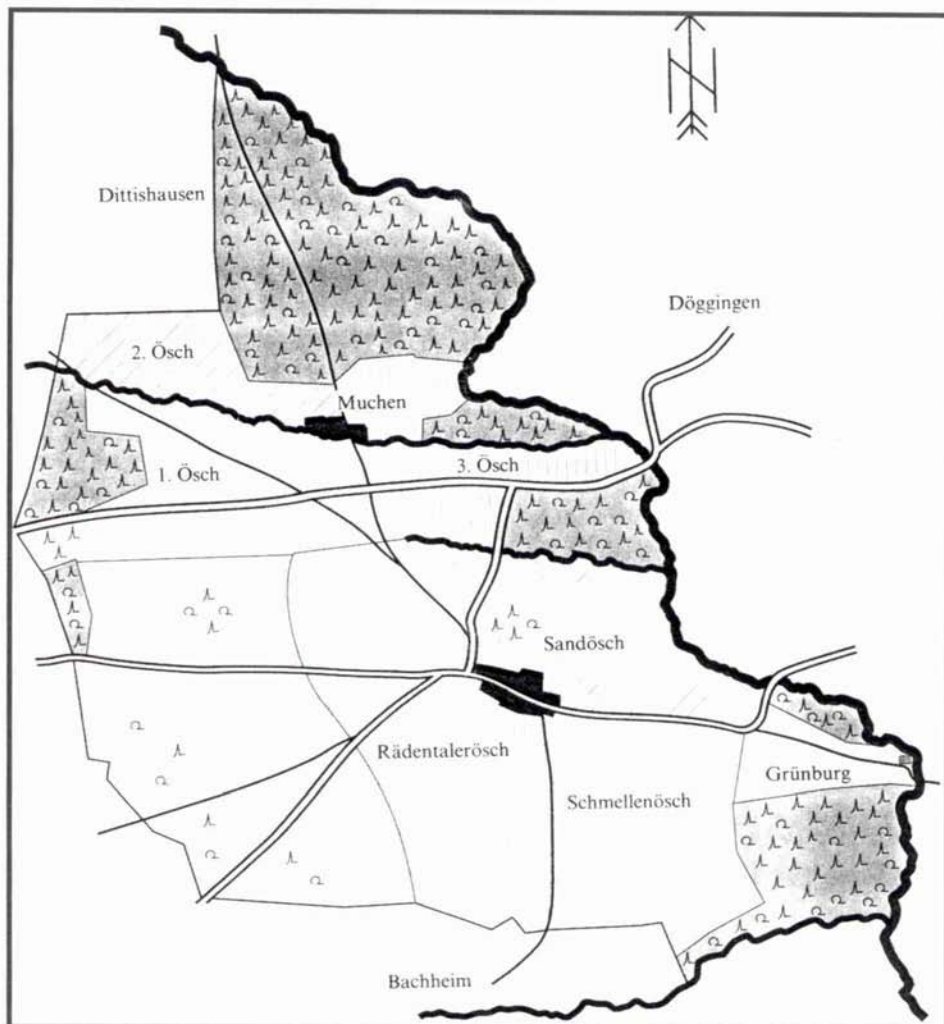 Dittishausen
Döggingen
2. Ösch
Muchen
1. Ösch
3. Ösch
Sandösch
Rädentalerösch
Grünburg
Schmellenösch
Bachheim